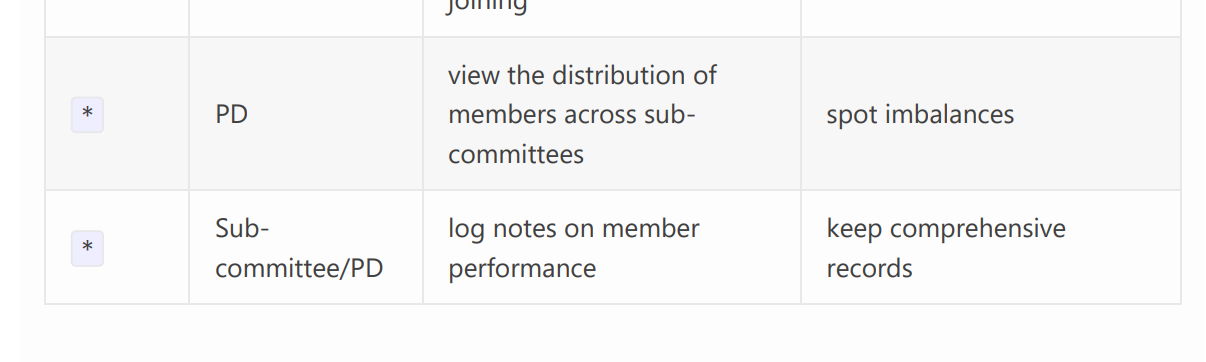 joining
* PD view the distribution of
members across sub-
committees spot imbalances
* Sub-
committee/PD log notes on member
performance keep comprehensive
records